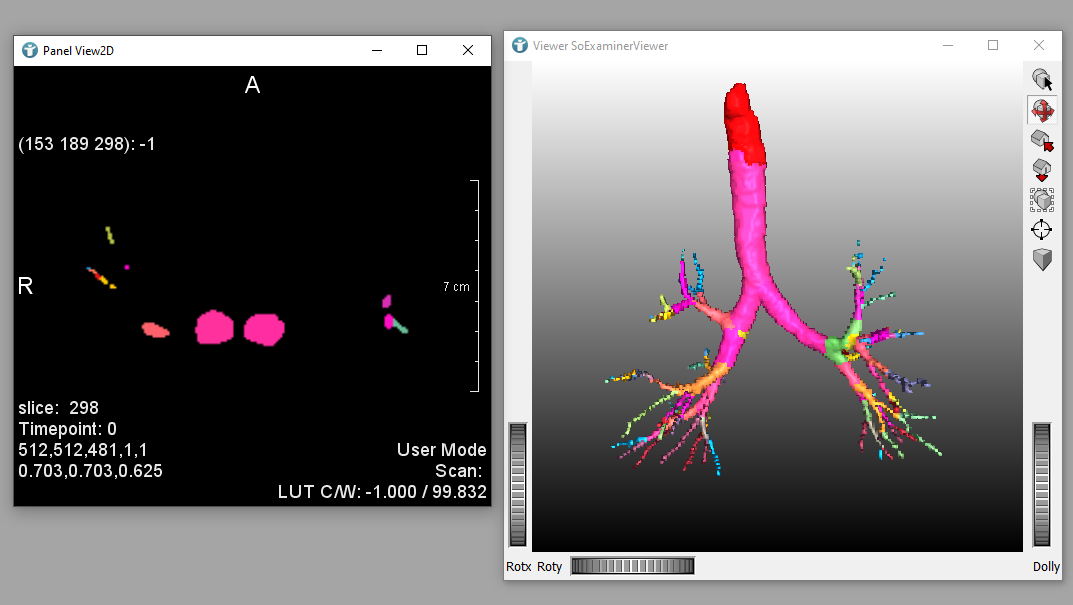 Panel View2D
A
(153 189 298): -1
R
7 cm
slice: 298
Timepoint: 0
512,512,481,1,1
0.703,0.703,0.625
User Mode
Scan:
LUT C/W: -1.000 / 99.832
Viewer SoExaminerViewer
Rotx Roty
Dolly